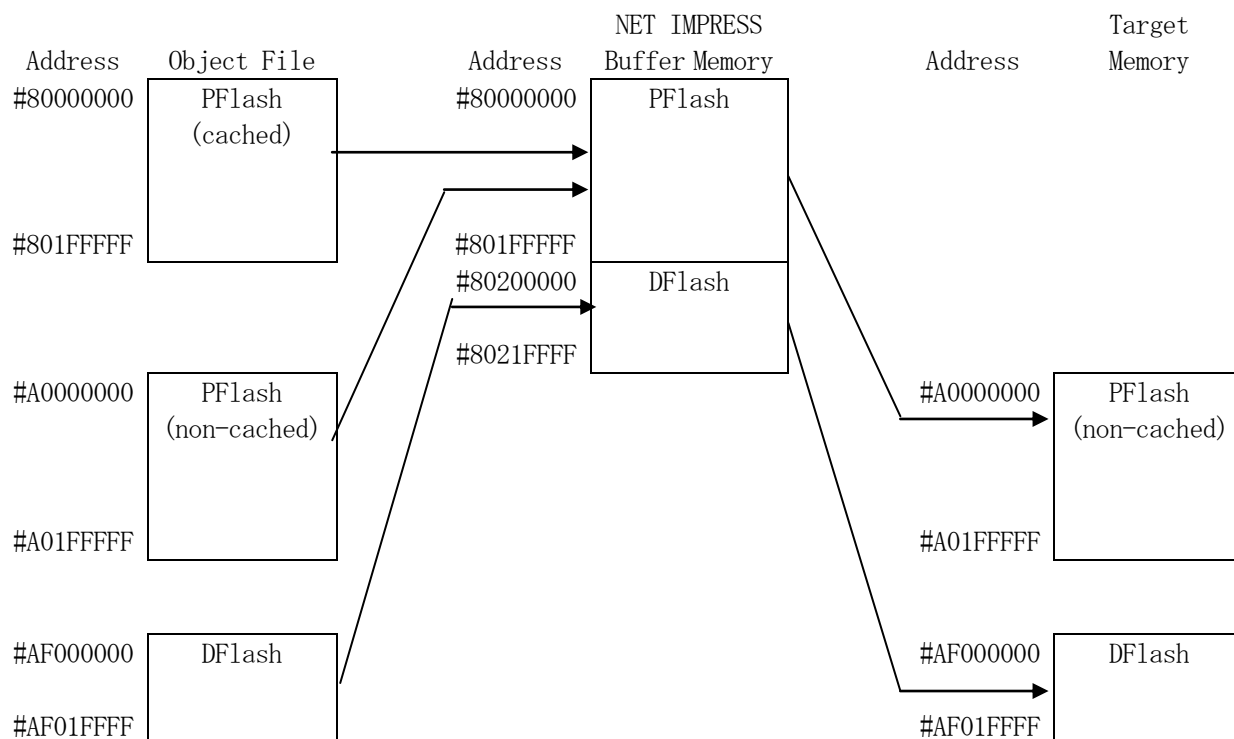 NET IMPRESS Target
Address Object File Address Buffer Memory Address Memory
#80000000 PFlash #80000000 PFlash
(cached)
#801FFFFF #801FFFFF
#80200000 DFlash
#8021FFFF
#A0000000 PFlash #A0000000 PFlash
(non-cached) (non-cached)
#A01FFFFF #A01FFFFF
#AF000000 DFlash #AF000000 DFlash
#AF01FFFF #AF01FFFF